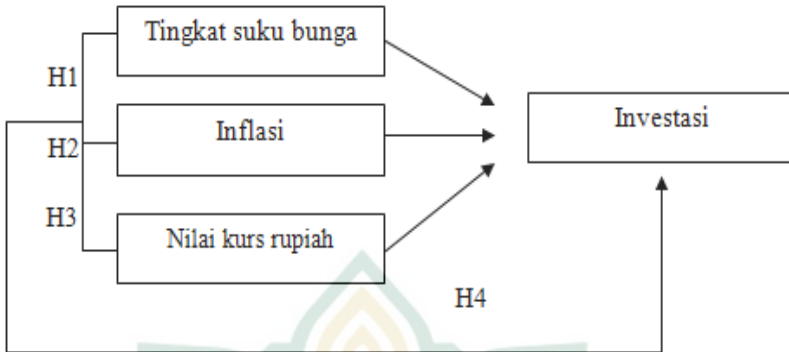 Tingkat suku bunga
H1
Inflasi
Investasi
H2
H3
Nilai kurs rupiah
H4